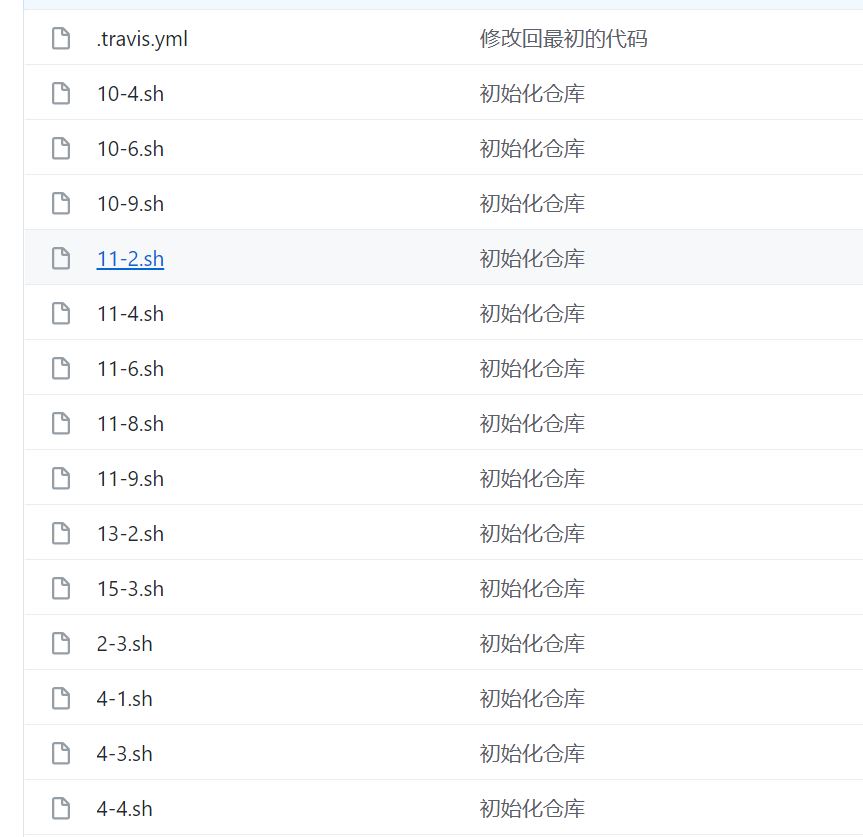 .travis.yml 修改回最初的代码
10-4.sh 初始化仓库
10-6.sh 初始化仓库
10-9.sh 初始化仓库
11-2.sh 初始化仓库
11-4.sh 初始化仓库
11-6.sh 初始化仓库
11-8.sh 初始化仓库
11-9.sh 初始化仓库
13-2.sh 初始化仓库
15-3.sh 初始化仓库
2-3.sh 初始化仓库
4-1.sh 初始化仓库
4-3.sh 初始化仓库
4-4.sh 初始化仓库